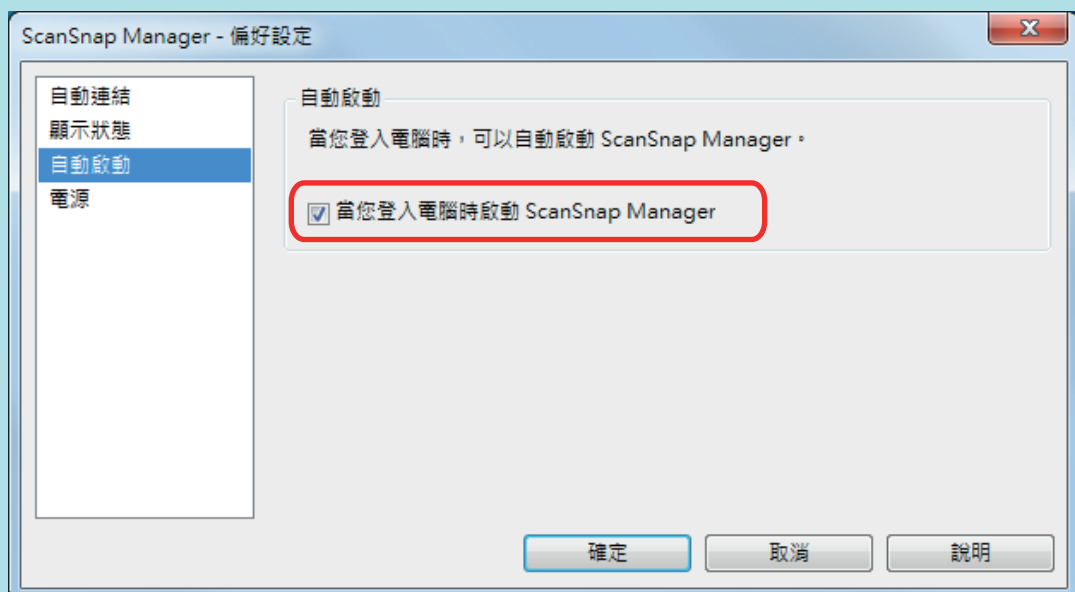 ScanSnap Manager - 偏好設定
自動連結
顯示狀態
自動啟動
電源
自動啟動
當您登入電腦時，可以自動啟動 ScanSnap Manager。
當您登入電腦時啟動 ScanSnap Manager
確定
取消
說明